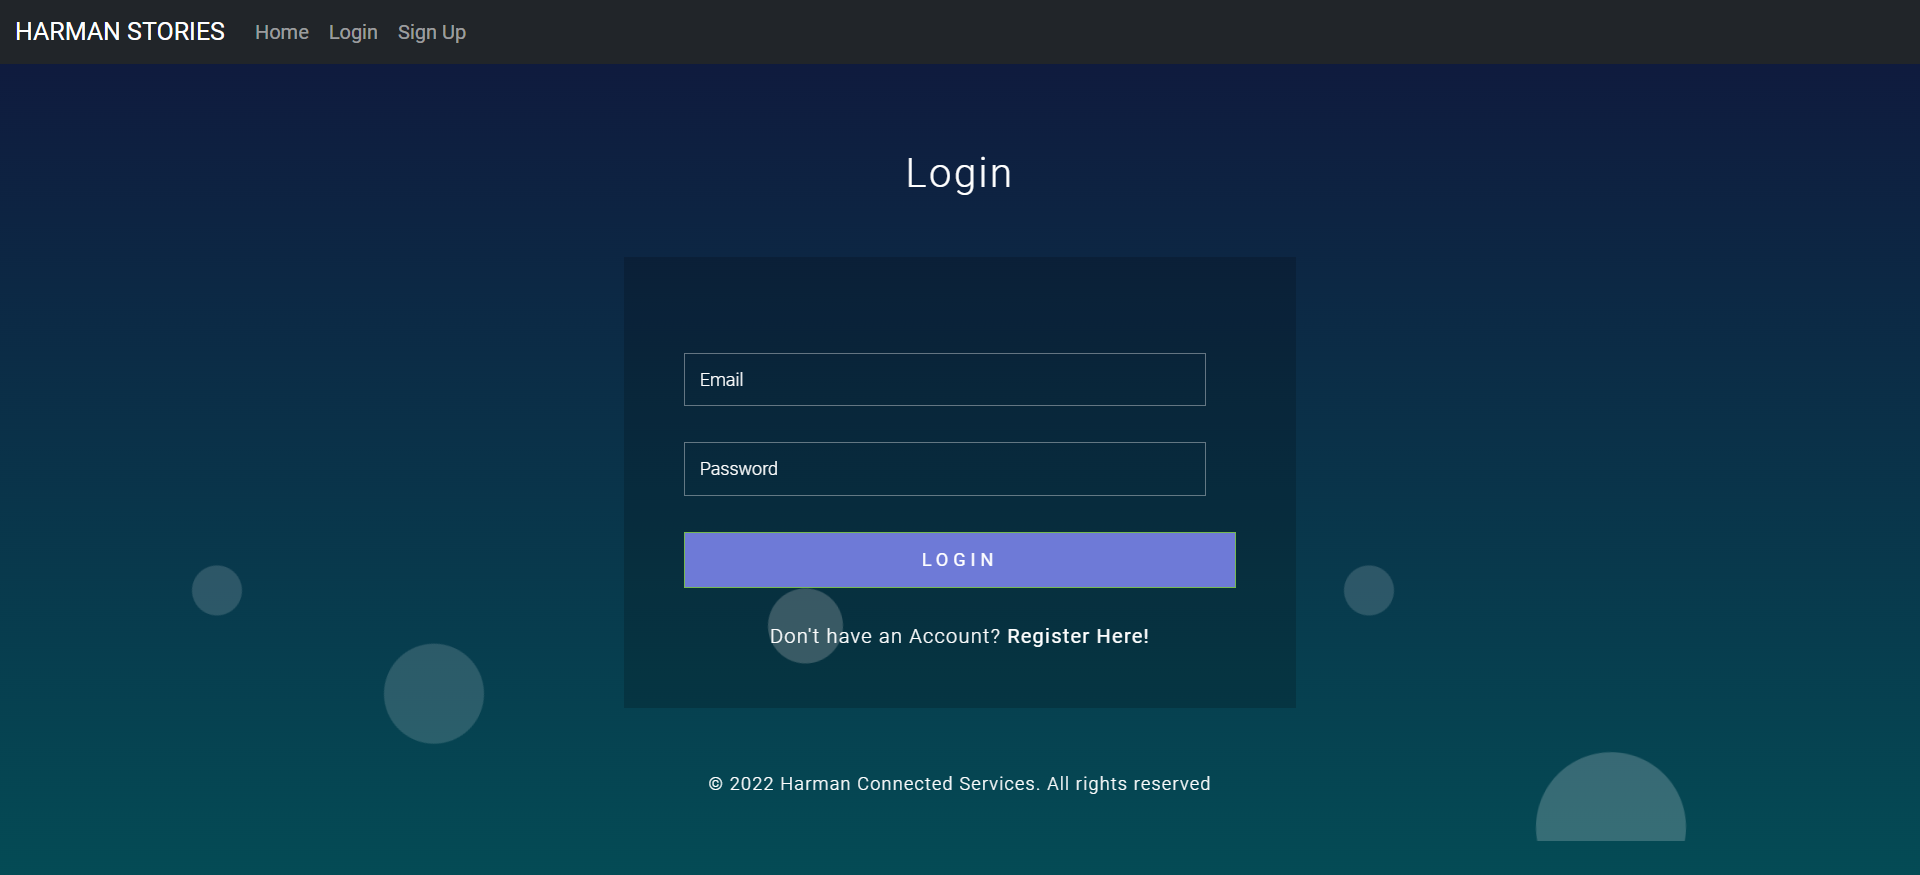 HARMAN STORIES Home Login Sign Up
Login
Email
Password
LOGIN
Don't have an Account? Register Here!
© 2022 Harman Connected Services. All rights reserved